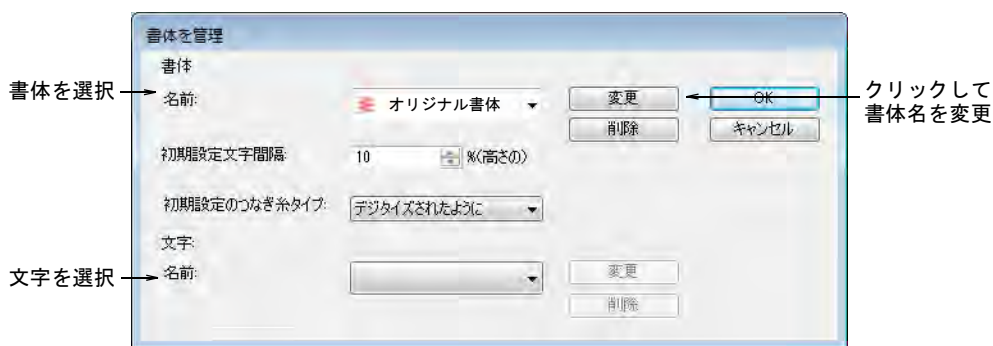 書体を管理
書体
書体を選択
名前:
オリジナル書体
変更
OK
クリックして
書体名を変更
削除
キャンセル
初期設定文字間隔:
10
%(高さの)
初期設定のつなぎ糸タイプ:
デジタイズされたように
文字:
文字を選択
名前:
変更
削除